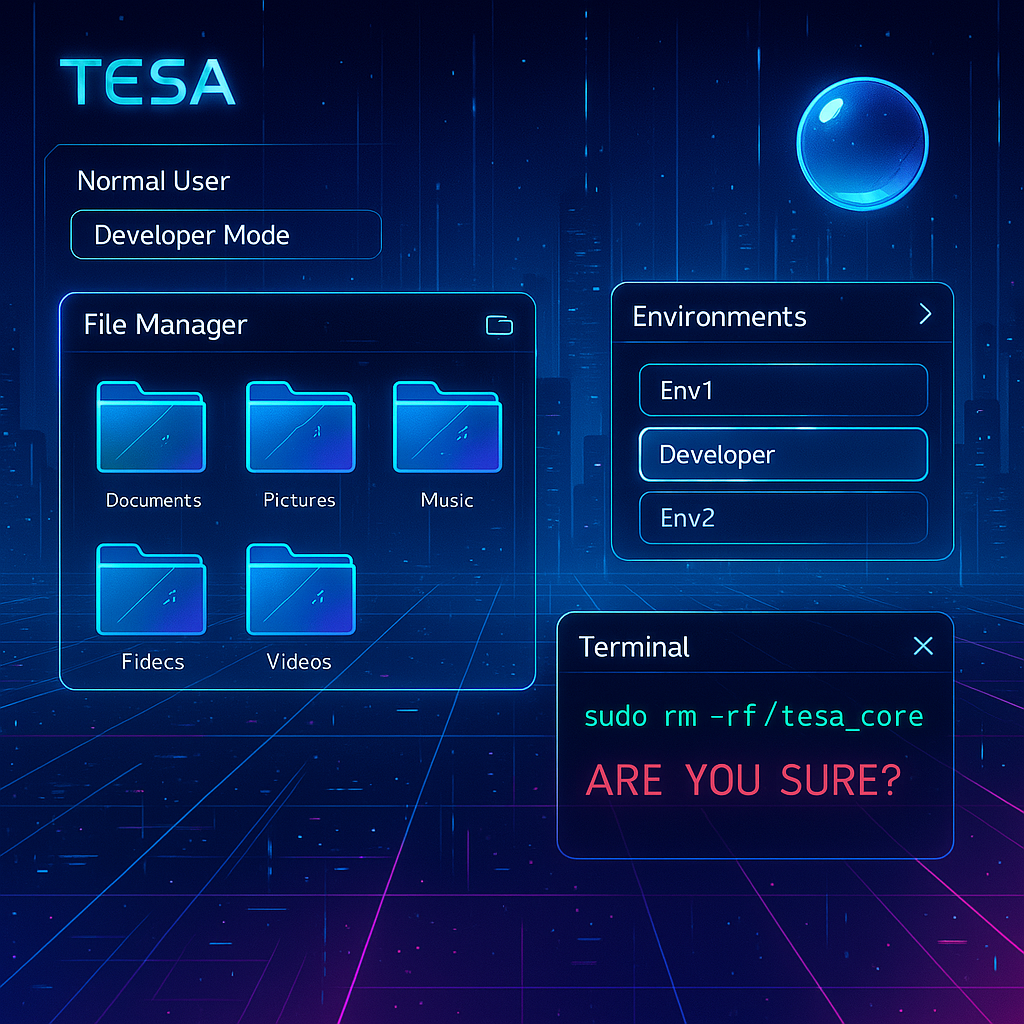 TESA
Normal User
Developer Mode
File Manager
Documents
Pictures
Music
Fidecs
Videos
Environments
Env1
Developer
Env2
Terminal
sudo rm -rf/tesa_core
ARE YOU SURE?